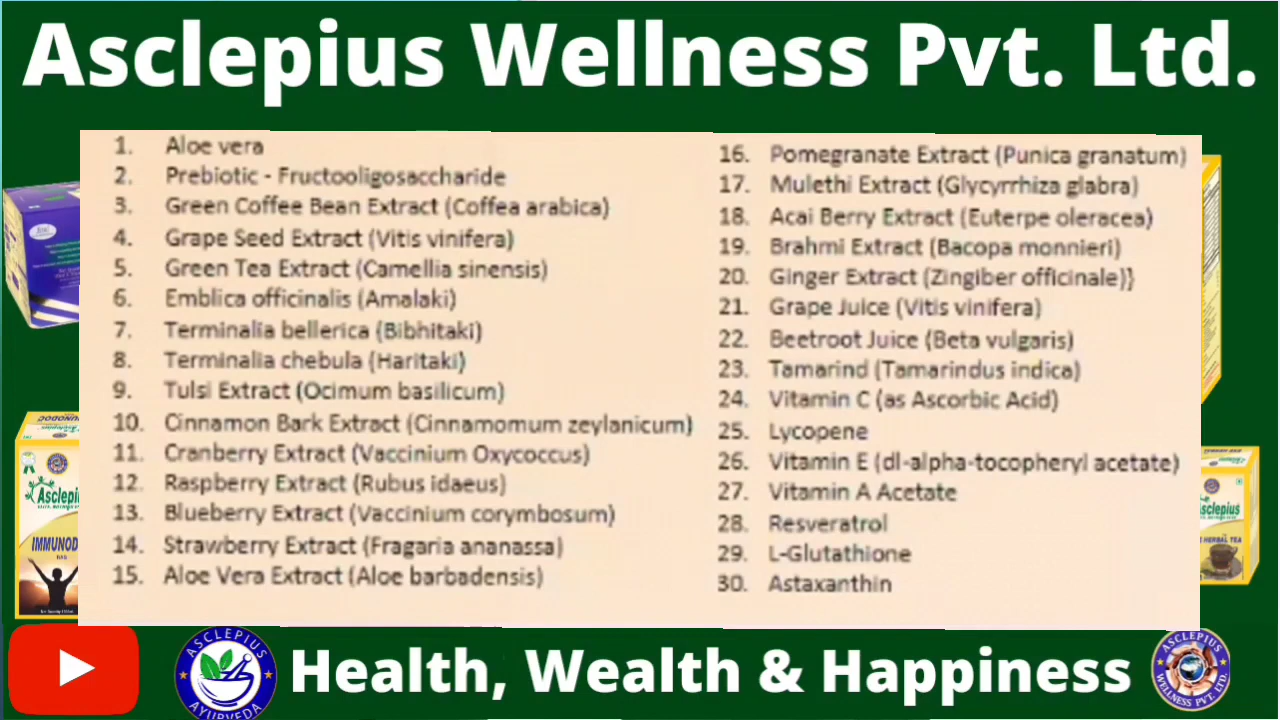 Asclepius Wellness Pvt. Ltd.
1. Aloe vera
2. Prebiotic - Fructooligosaccharide
3. Green Coffee Bean Extract (Coffea arabica)
4. Grape Seed Extract (Vitis vinifera)
5. Green Tea Extract (Camellia sinensis)
6. Emblica officinalis (Amalaki)
7. Terminalia bellerica (Bibhitaki)
8. Terminalia chebula (Haritaki)
9. Tulsi Extract (Ocimum basilicum)
10. Cinnamon Bark Extract (Cinnamomum zeylanicum)
11. Cranberry Extract (Vaccinium Oxycoccus)
12. Raspberry Extract (Rubus idaeus)
13. Blueberry Extract (Vaccinium corymbosum)
14. Strawberry Extract (Fragaria ananassa)
15. Aloe Vera Extract (Aloe barbadensis)
16. Pomegranate Extract (Punica granatum)
17. Mulethi Extract (Glycyrrhiza glabra)
18. Acai Berry Extract (Euterpe oleracea)
19. Brahmi Extract (Bacopa monnieri)
20. Ginger Extract (Zingiber officinale)}
21. Grape Juice (Vitis vinifera)
22. Beetroot Juice (Beta vulgaris)
23. Tamarind (Tamarindus indica)
24. Vitamin C (as Ascorbic Acid)
25. Lycopene
26. Vitamin E (dl-alpha-tocopheryl acetate)
27. Vitamin A Acetate
28. Resveratrol
29. L-Glutathione
30. Astaxanthin
Asclepi
IMMUNOD
sclepius
HERBAL TEA
ASCLEPIUS
AYURVEDA
Health, Wealth & Happiness
ASCLEPIUS
WELLNESS PVT. LTD.